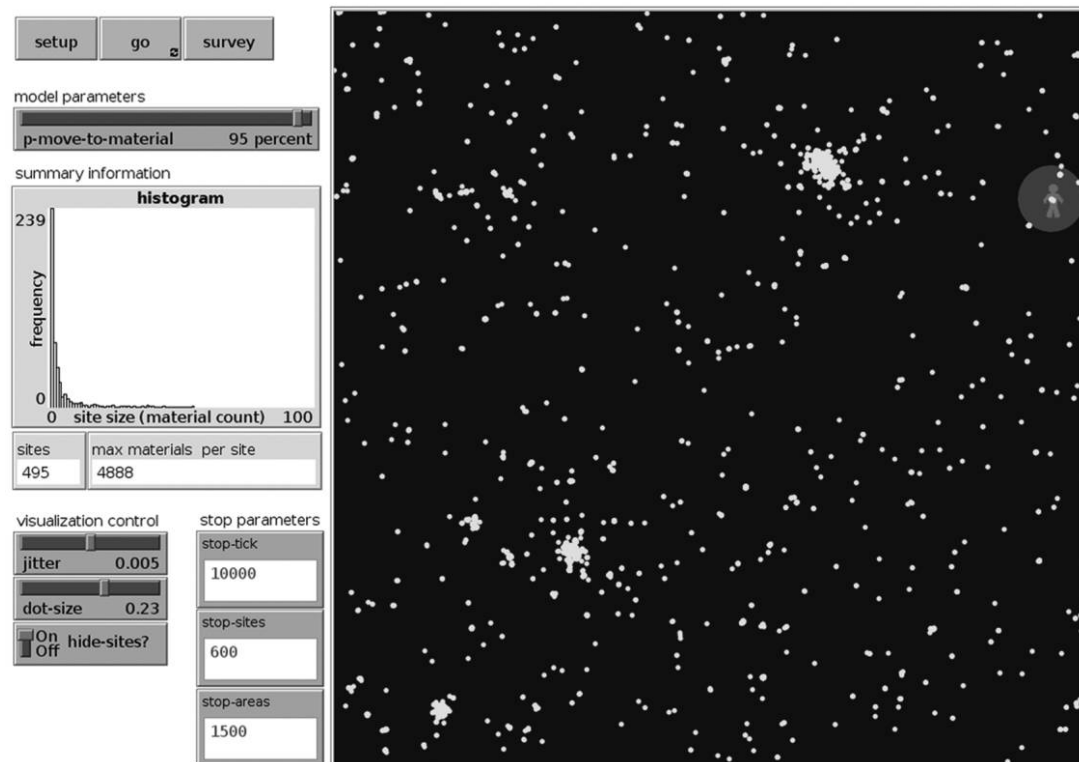 setup go survey
model parameters
p-move-to-material 95 percent
summary information
histogram
239
frequency
0
0 site size (material count) 100
sites max materials per site
495 4888
visualization control stop parameters
jitter 0.005
dot-size 0.23
On
Off
hide-sites?
stop-tick
10000
stop-sites
600
stop-areas
1500